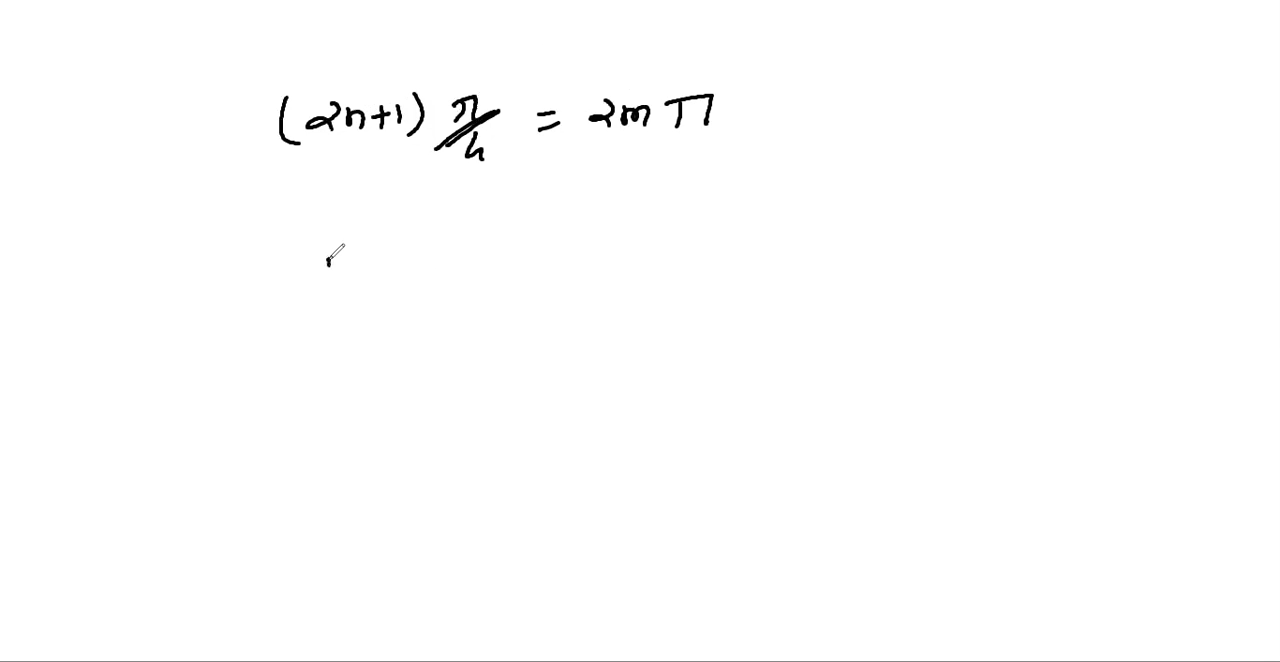 (2n+1) π/4 = 2mπ